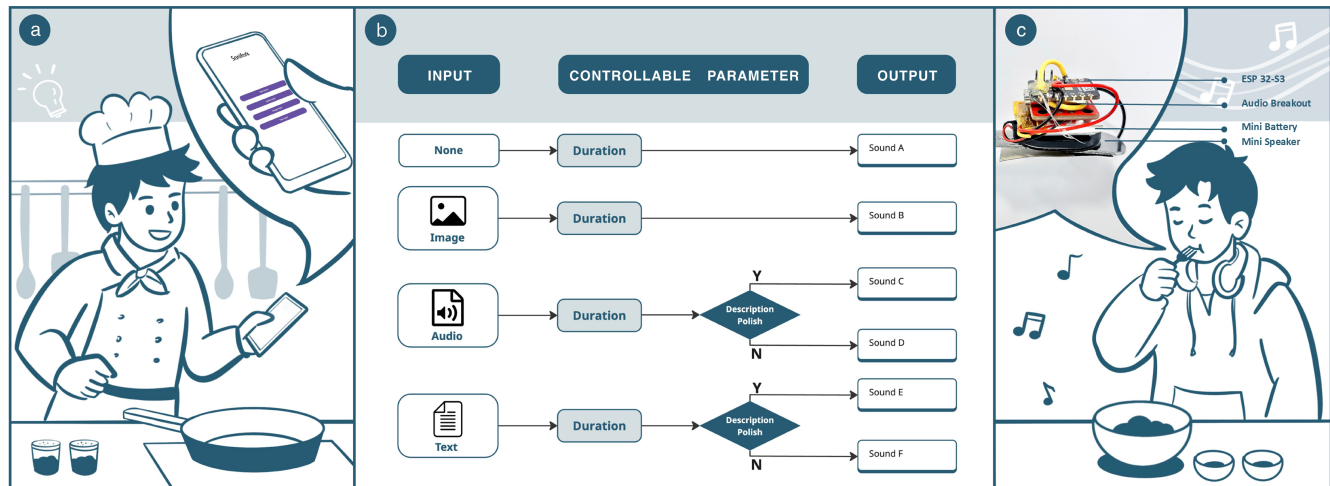 a
b
INPUT
CONTROLLABLE PARAMETER
OUTPUT
None
Duration
Sound A
Image
Duration
Sound B
Audio
Duration
Description
Polish
Y
N
Sound C
Sound D
Text
Duration
Description
Polish
Y
N
Sound E
Sound F
c
ESP 32-S3
Audio Breakout
Mini Battery
Mini Speaker